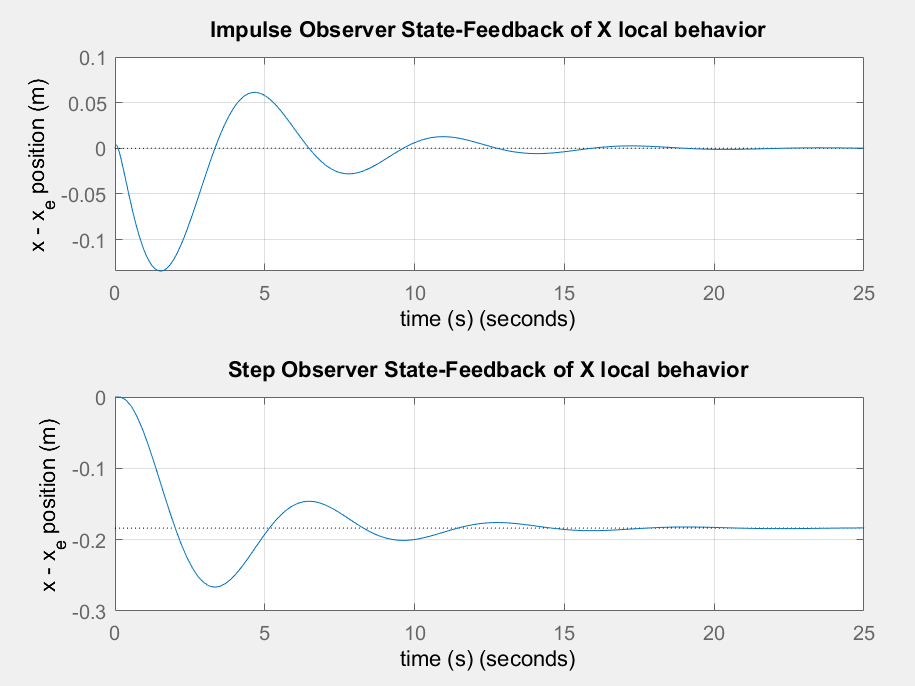 Impulse Observer State-Feedback of X local behavior
0.1
0.05
0
-0.05
-0.1
x - xₑ position (m)
0 5 10 15 20 25
time (s) (seconds)
Step Observer State-Feedback of X local behavior
0
-0.1
-0.2
-0.3
x - xₑ position (m)
0 5 10 15 20 25
time (s) (seconds)